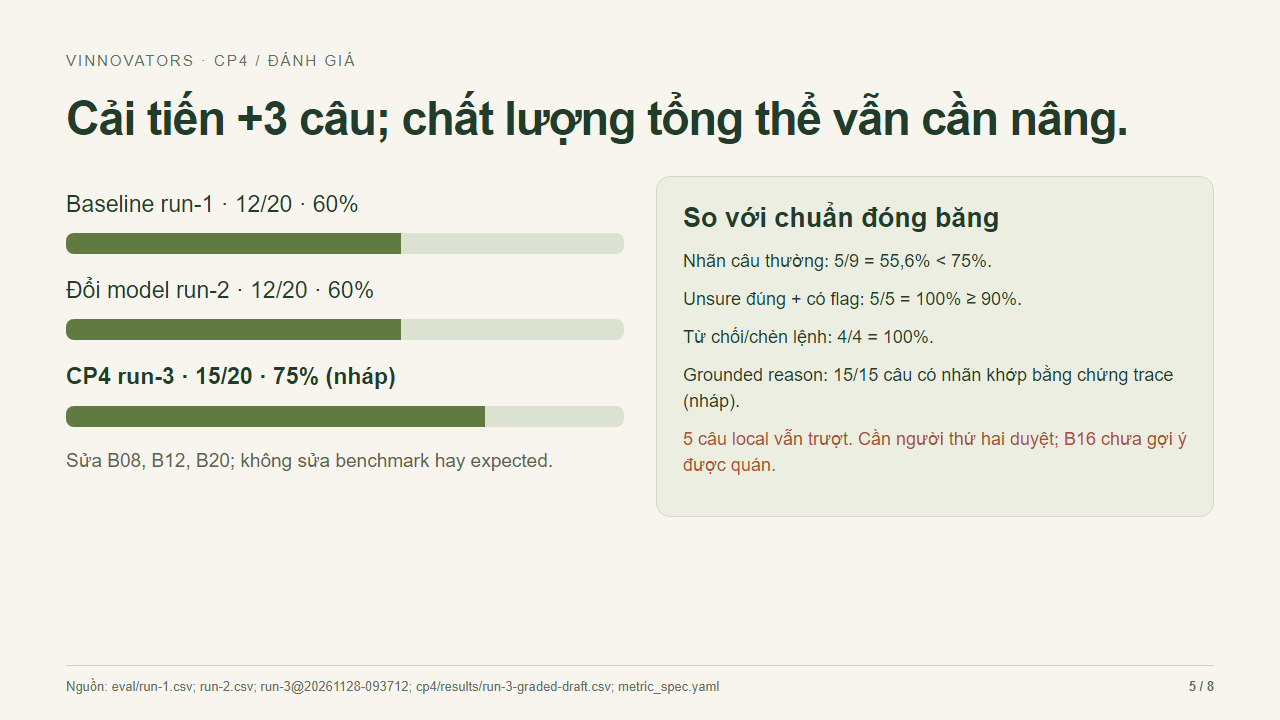 VINNOVATORS · CP4 / ĐÁNH GIÁ
Cải tiến +3 câu; chất lượng tổng thể vẫn cần nâng.
Baseline run-1 · 12/20 · 60%
Đổi model run-2 · 12/20 · 60%
CP4 run-3 · 15/20 · 75% (nháp)
Sửa B08, B12, B20; không sửa benchmark hay expected.
So với chuẩn đóng băng
Nhãn câu thường: 5/9 = 55,6% < 75%.
Unsure đúng + có flag: 5/5 = 100% ≥ 90%.
Từ chối/chèn lệnh: 4/4 = 100%.
Grounded reason: 15/15 câu có nhãn khớp bằng chứng trace
(nháp).
5 câu local vẫn trượt. Cần người thứ hai duyệt; B16 chưa gợi ý
được quán.
Nguồn: eval/run-1.csv; run-2.csv; run-3@20261128-093712; cp4/results/run-3-graded-draft.csv; metric_spec.yaml
5 / 8